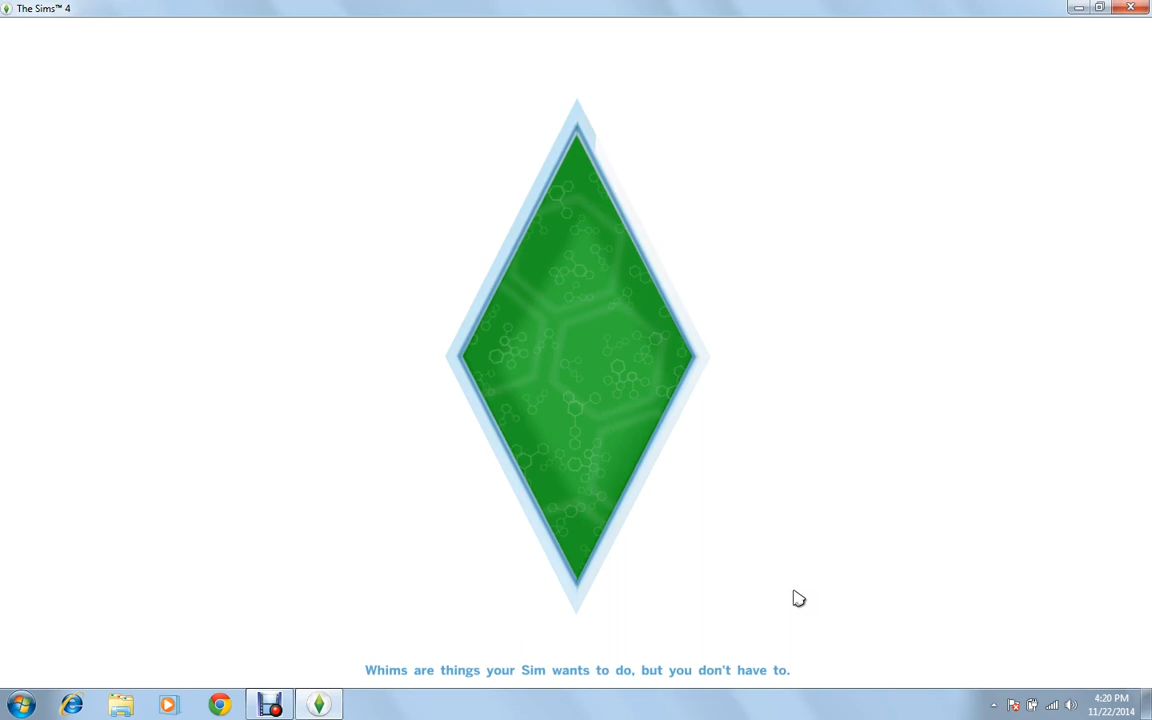 The Sims™ 4
Whims are things your Sim wants to do, but you don't have to.
4:20 PM
11/22/2014